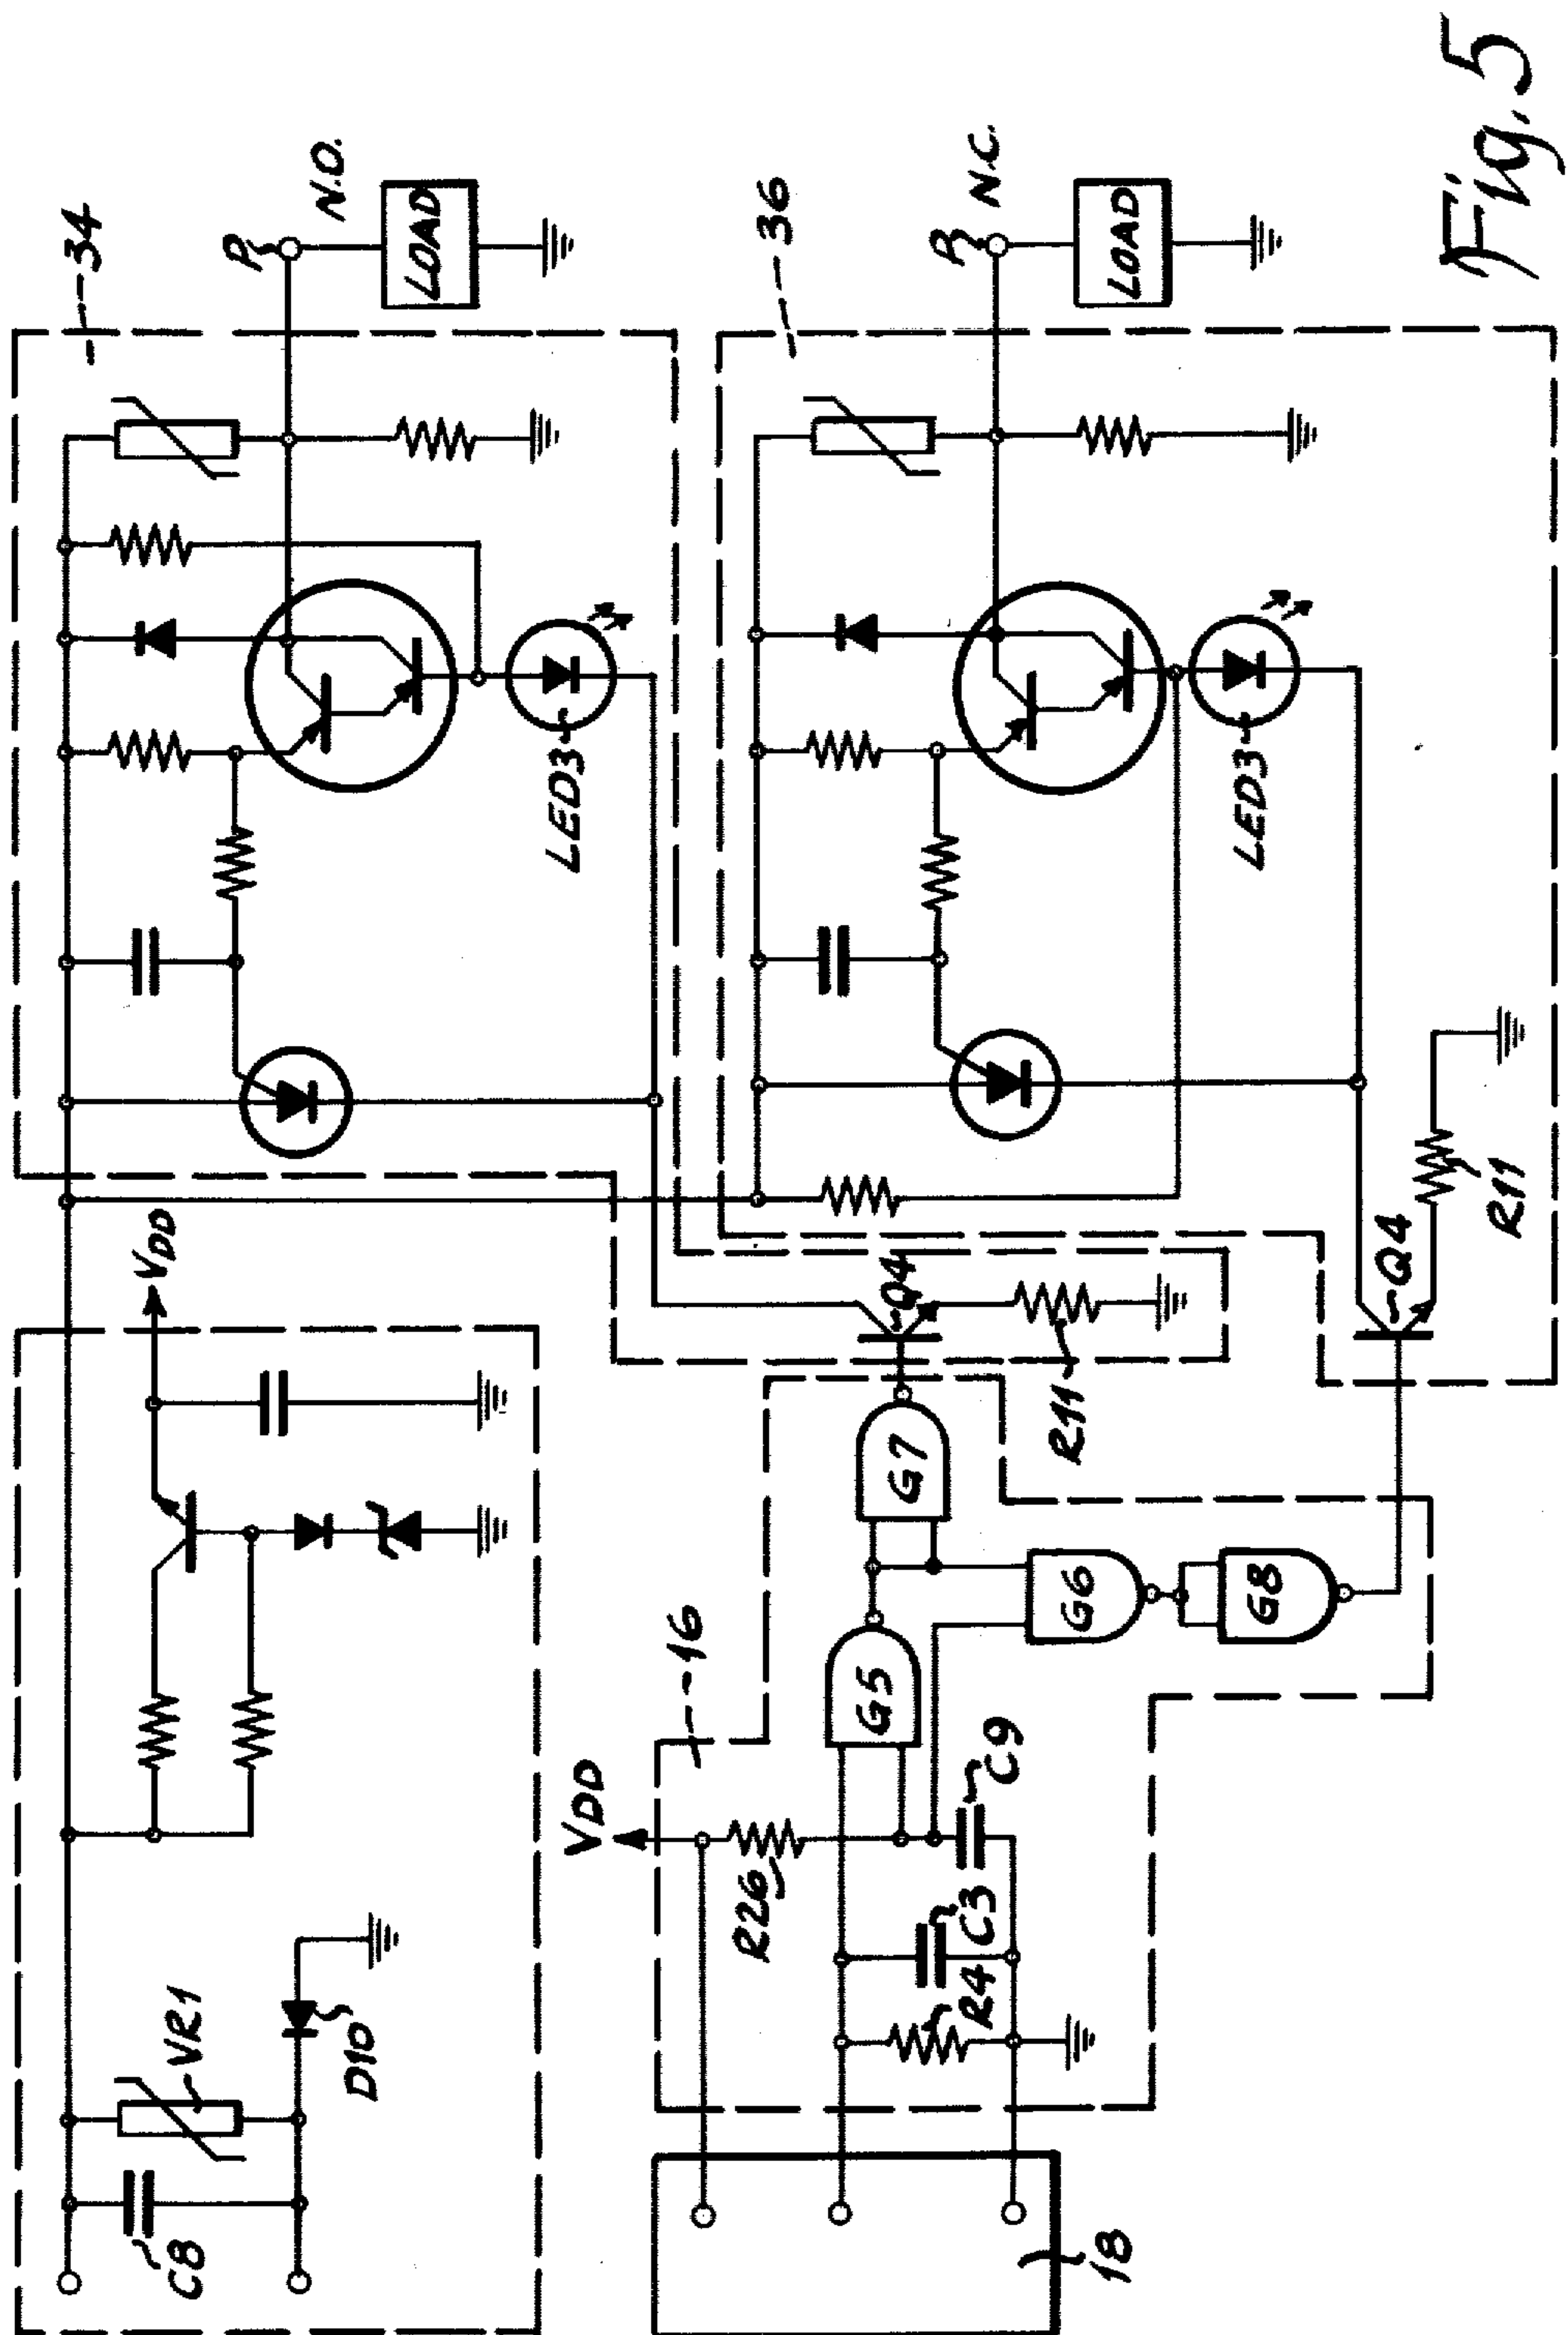 34
P
N.O.
LOAD
LED3
VDD
VR1
D10
C8
36
P
N.C.
LOAD
LED3
Q4
R11
Q4
R11
16
VDD
G7
G5
G6
G8
R26
C9
C3
R4
18
Fig. 5